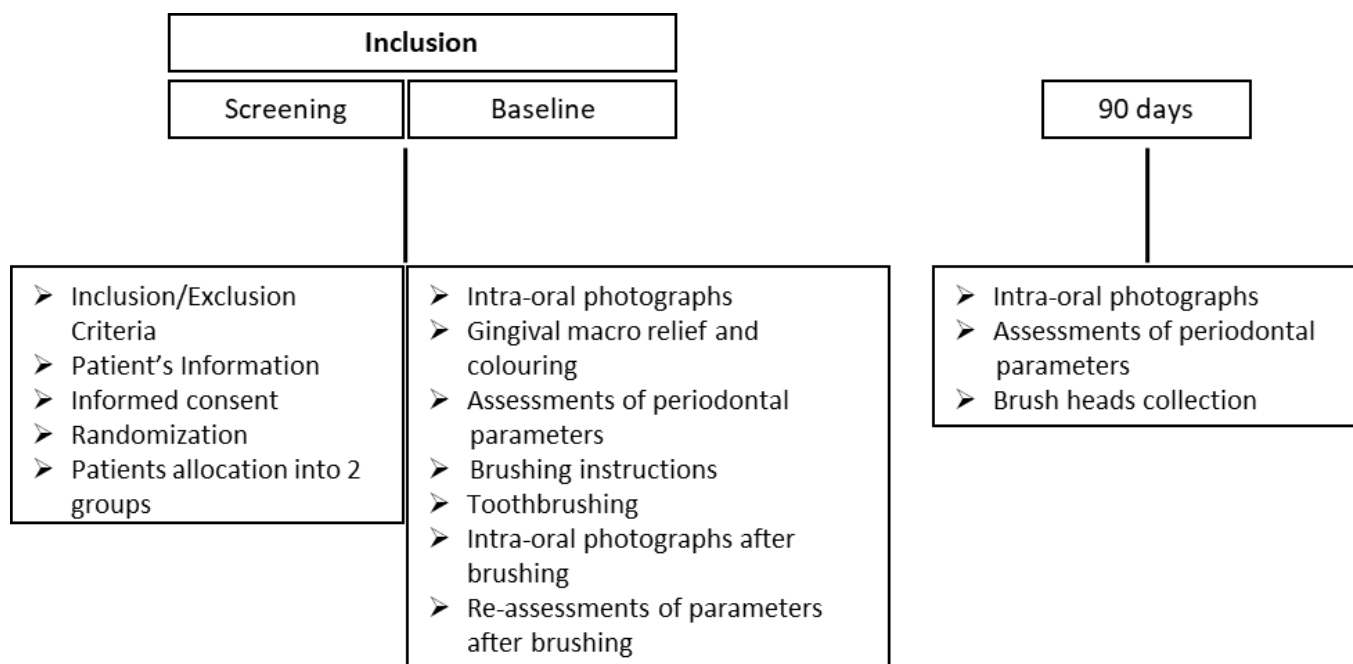 Inclusion
Screening
Baseline
90 days
➤ Inclusion/Exclusion
Criteria
➤ Patient’s Information
➤ Informed consent
➤ Randomization
➤ Patients allocation into 2
groups
➤ Intra-oral photographs
➤ Gingival macro relief and
colouring
➤ Assessments of periodontal
parameters
➤ Brushing instructions
➤ Toothbrushing
➤ Intra-oral photographs after
brushing
➤ Re-assessments of parameters
after brushing
➤ Intra-oral photographs
➤ Assessments of periodontal
parameters
➤ Brush heads collection